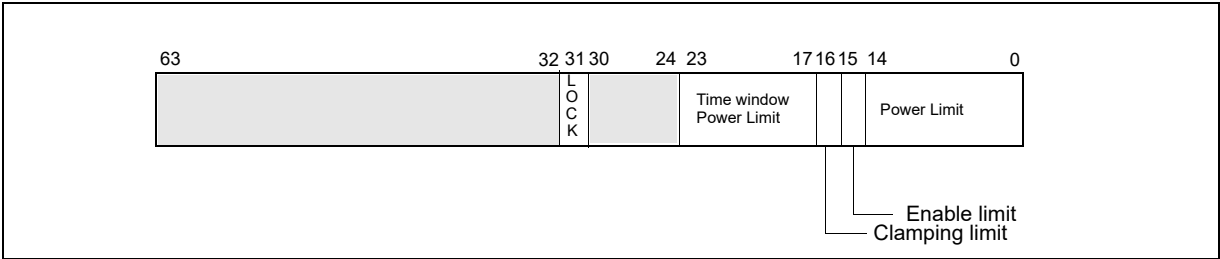 63 32 31 30 24 23 17 16 15 14 0
LOCK
Time window
Power Limit
Power Limit
Enable limit
Clamping limit